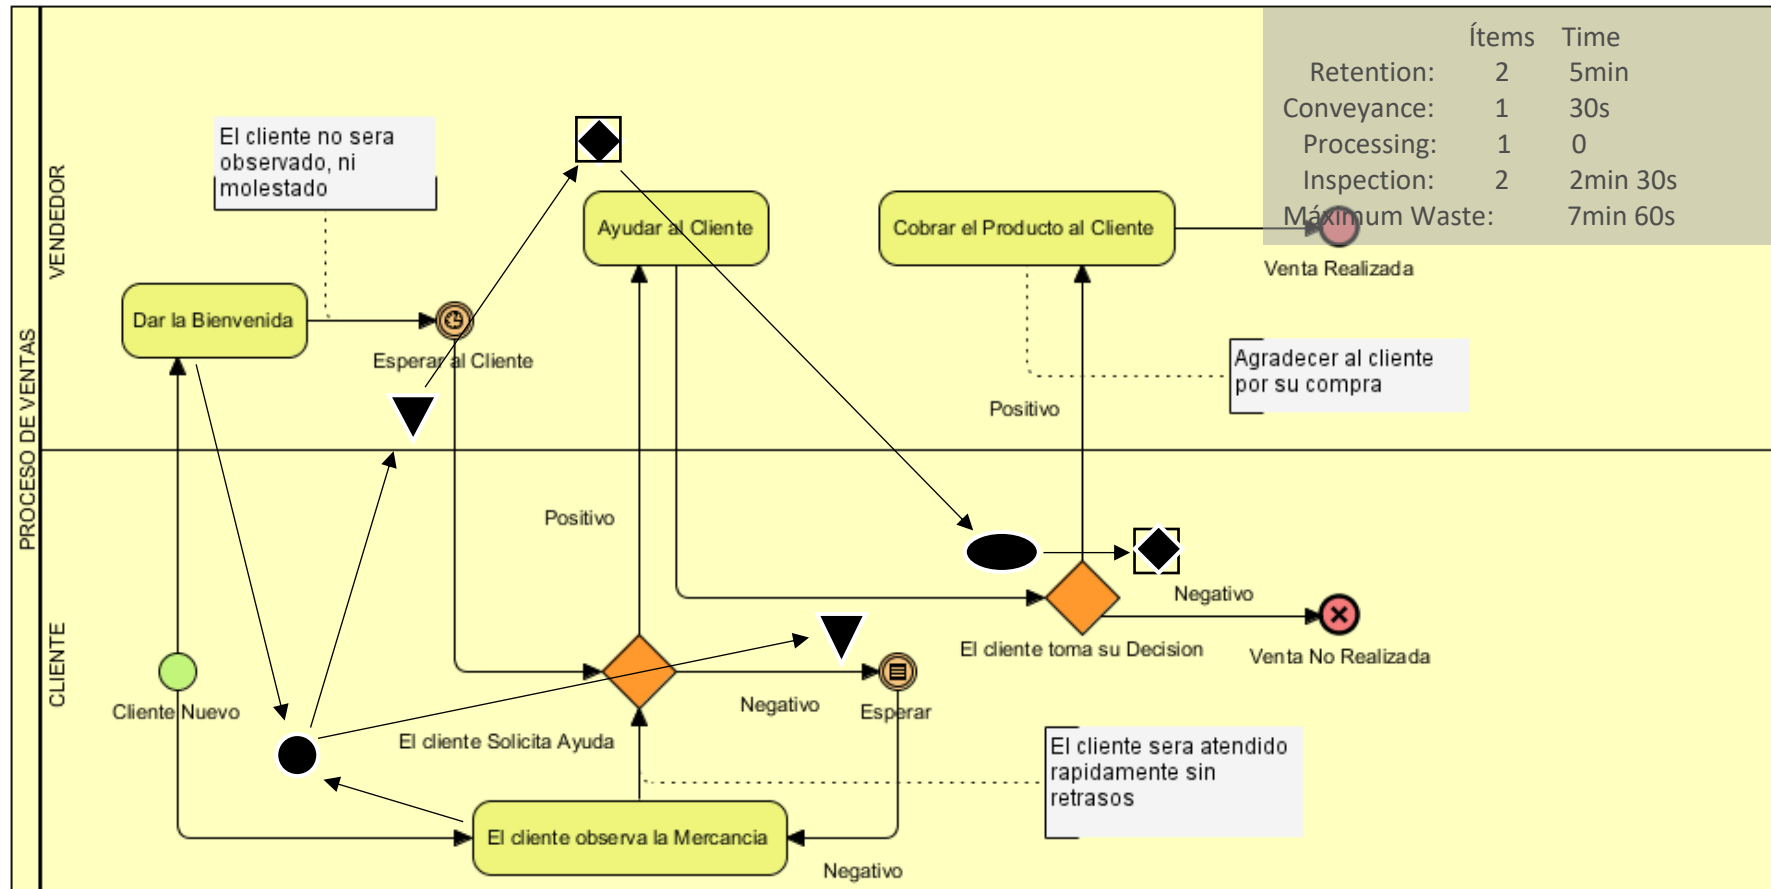 Ítems Time
Retention: 2 5min
Conveyance: 1 30s
Processing: 1 0
Inspection: 2 2min 30s
Máximum Waste: 7min 60s
PROCESO DE VENTAS
VENDEDOR
El cliente no sera
observado, ni
molestado
Ayudar al Cliente
Cobrar el Producto al Cliente
Venta Realizada
Dar la Bienvenida
Esperar al Cliente
Agradecer al cliente
por su compra
Positivo
CLIENTE
Positivo
Negativo
El cliente toma su Decision
Venta No Realizada
Cliente Nuevo
Negativo
Esperar
El cliente Solicita Ayuda
El cliente sera atendido
rapidamente sin
retrasos
El cliente observa la Mercancia
Negativo